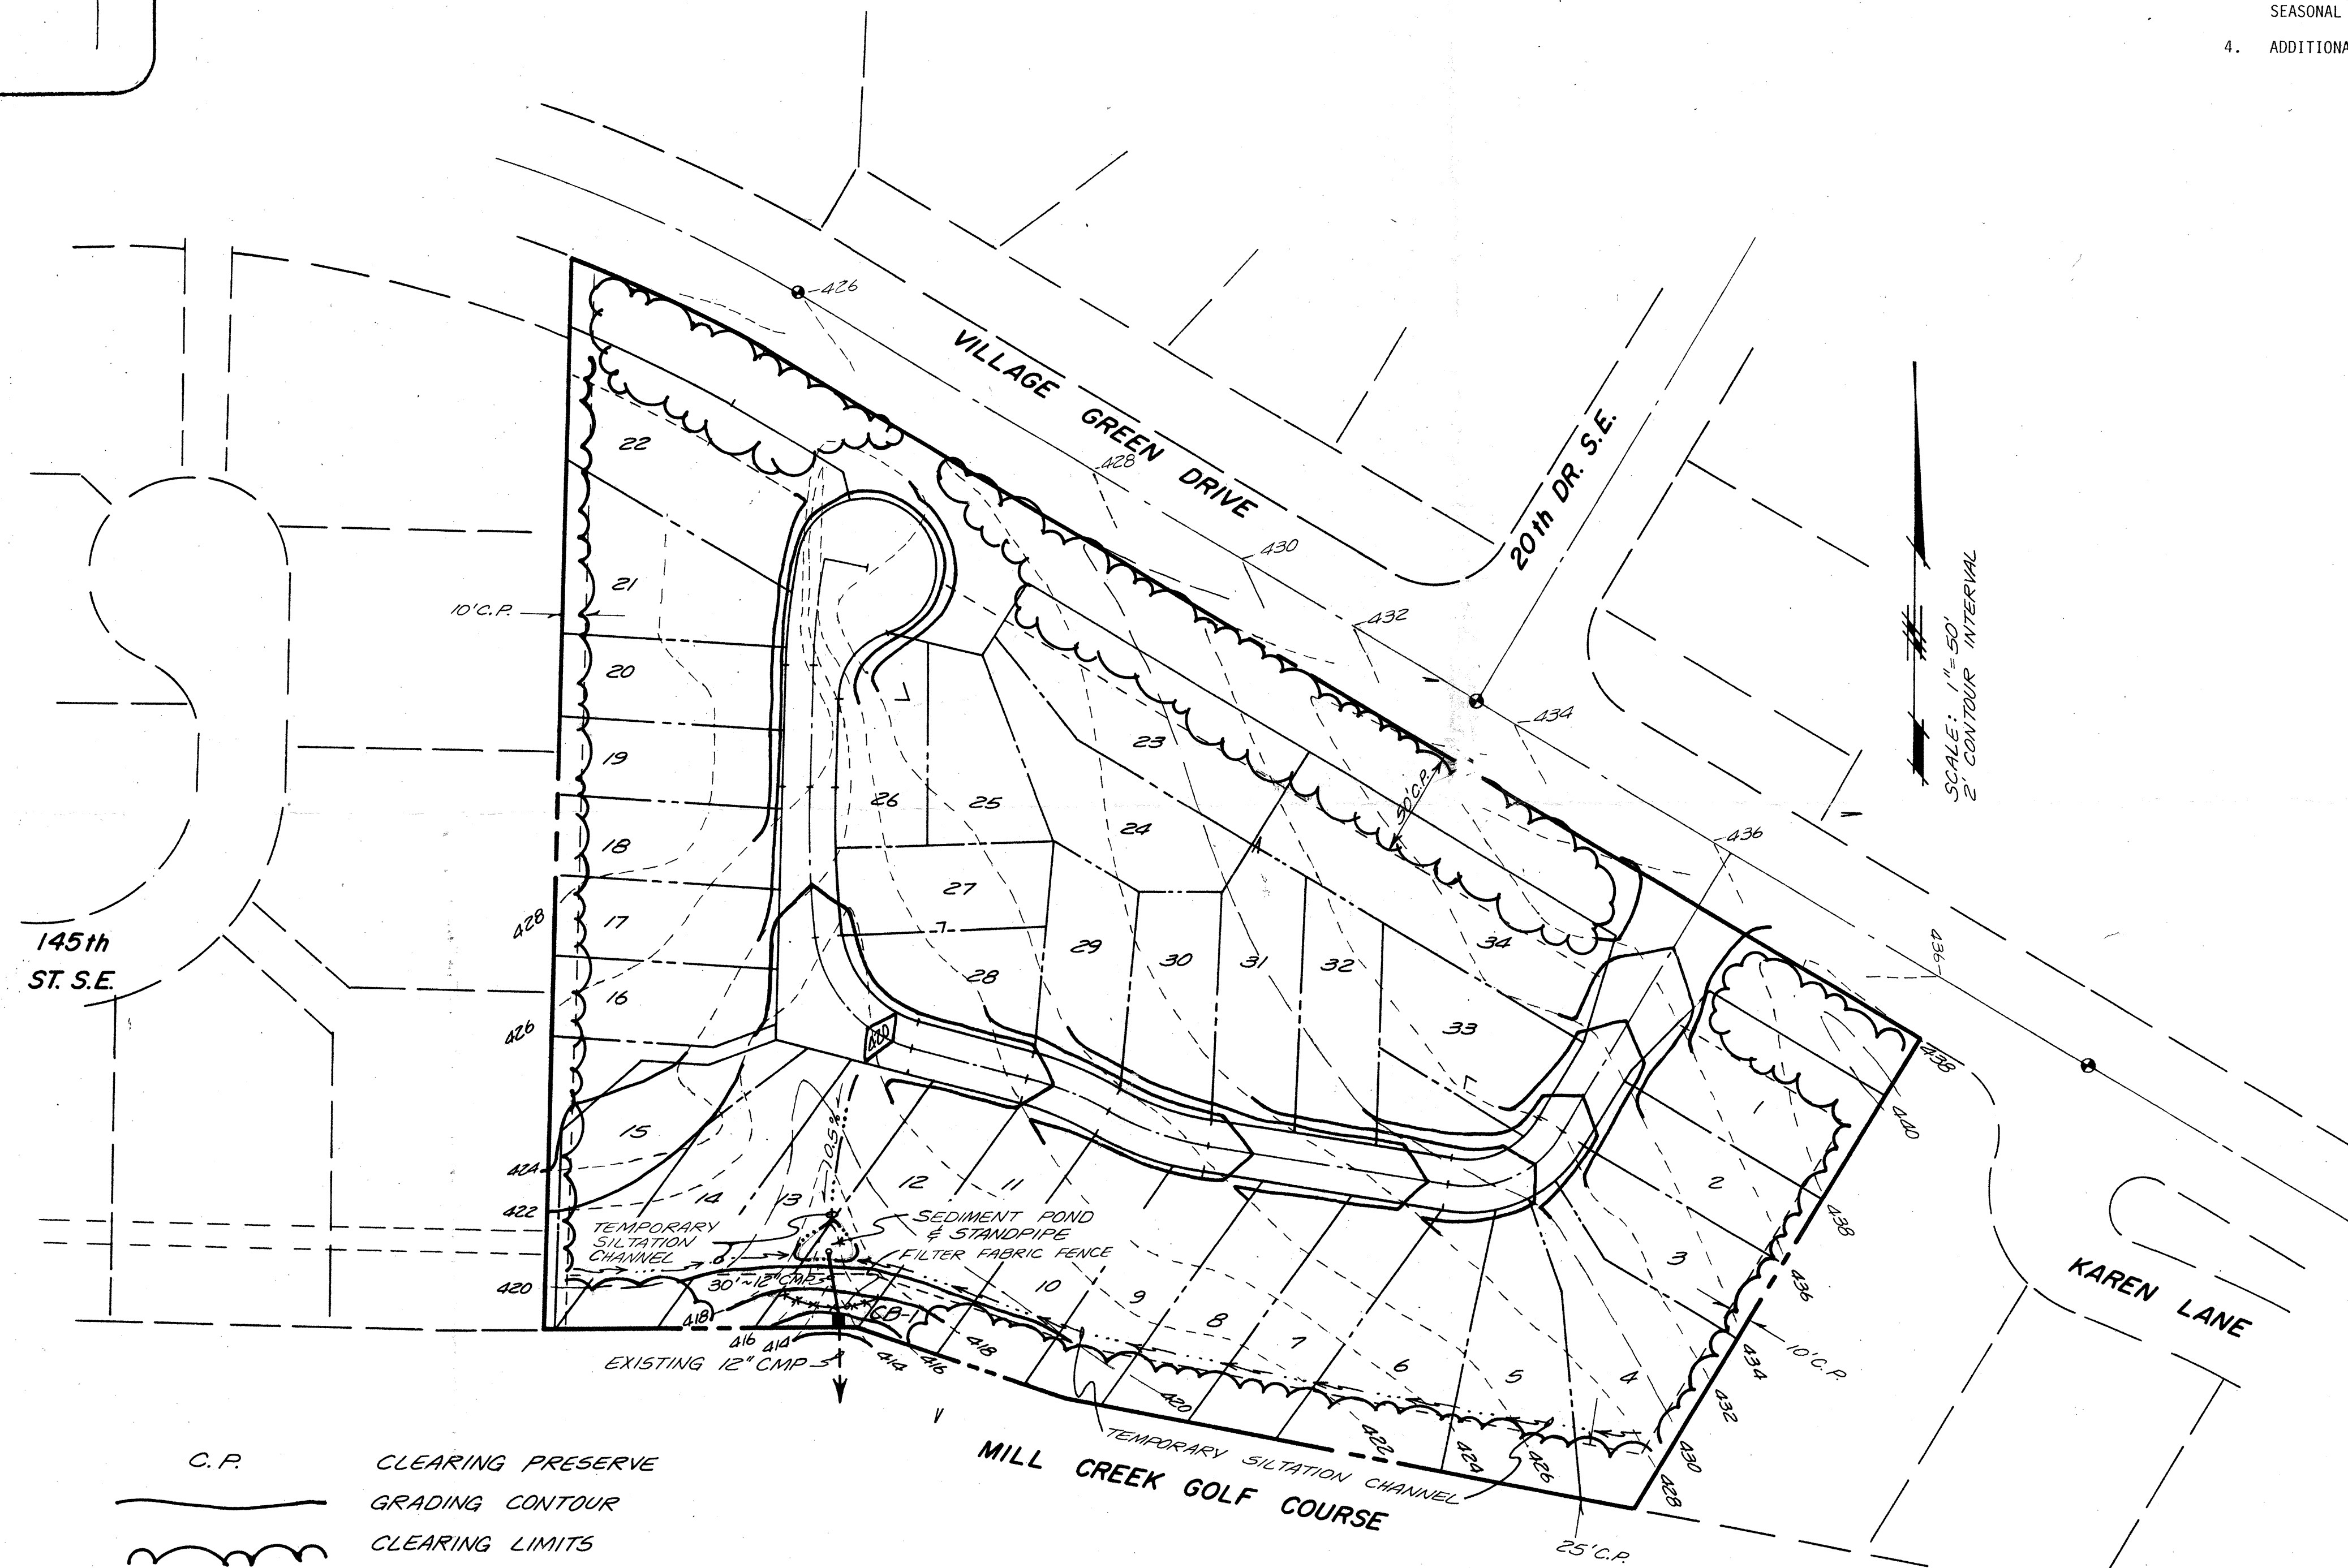 SEASONAL
4. ADDITIONA
426
VILLAGE GREEN DRIVE
428
430
432
434
436
436
20th DR. S.E.
SCALE: 1"=50'
2' CONTOUR INTERVAL
22
21
10' C.P.
20
19
18
17
16
15
14
13
12
11
10
9
8
7
6
5
4
3
2
1
23
24
25
26
27
28
29
30
31
32
33
34
50' C.P.
420
145th
ST. S.E.
428
426
424
422
420
418
416
414
414
416
418
420
422
424
426
428
430
432
434
436
438
440
438
10' C.P.
25' C.P.
KAREN LANE
10.5%
TEMPORARY
SILTATION
CHANNEL
SEDIMENT POND
& STANDPIPE
FILTER FABRIC FENCE
30'~12"CMP
CB-1
EXISTING 12" CMP
TEMPORARY SILTATION CHANNEL
MILL CREEK GOLF COURSE
C.P. CLEARING PRESERVE
GRADING CONTOUR
CLEARING LIMITS